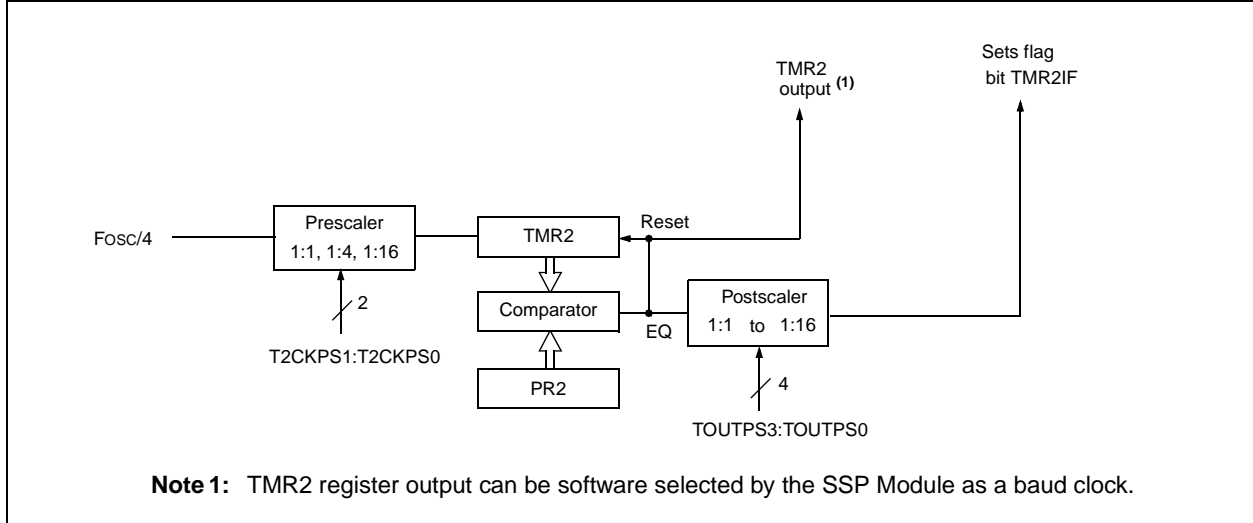 Sets flag
bit TMR2IF
TMR2
output (1)
Fosc/4
Prescaler
1:1, 1:4, 1:16
2
T2CKPS1:T2CKPS0
TMR2
Reset
Comparator
EQ
PR2
Postscaler
1:1 to 1:16
4
TOUTPS3:TOUTPS0
Note 1: TMR2 register output can be software selected by the SSP Module as a baud clock.